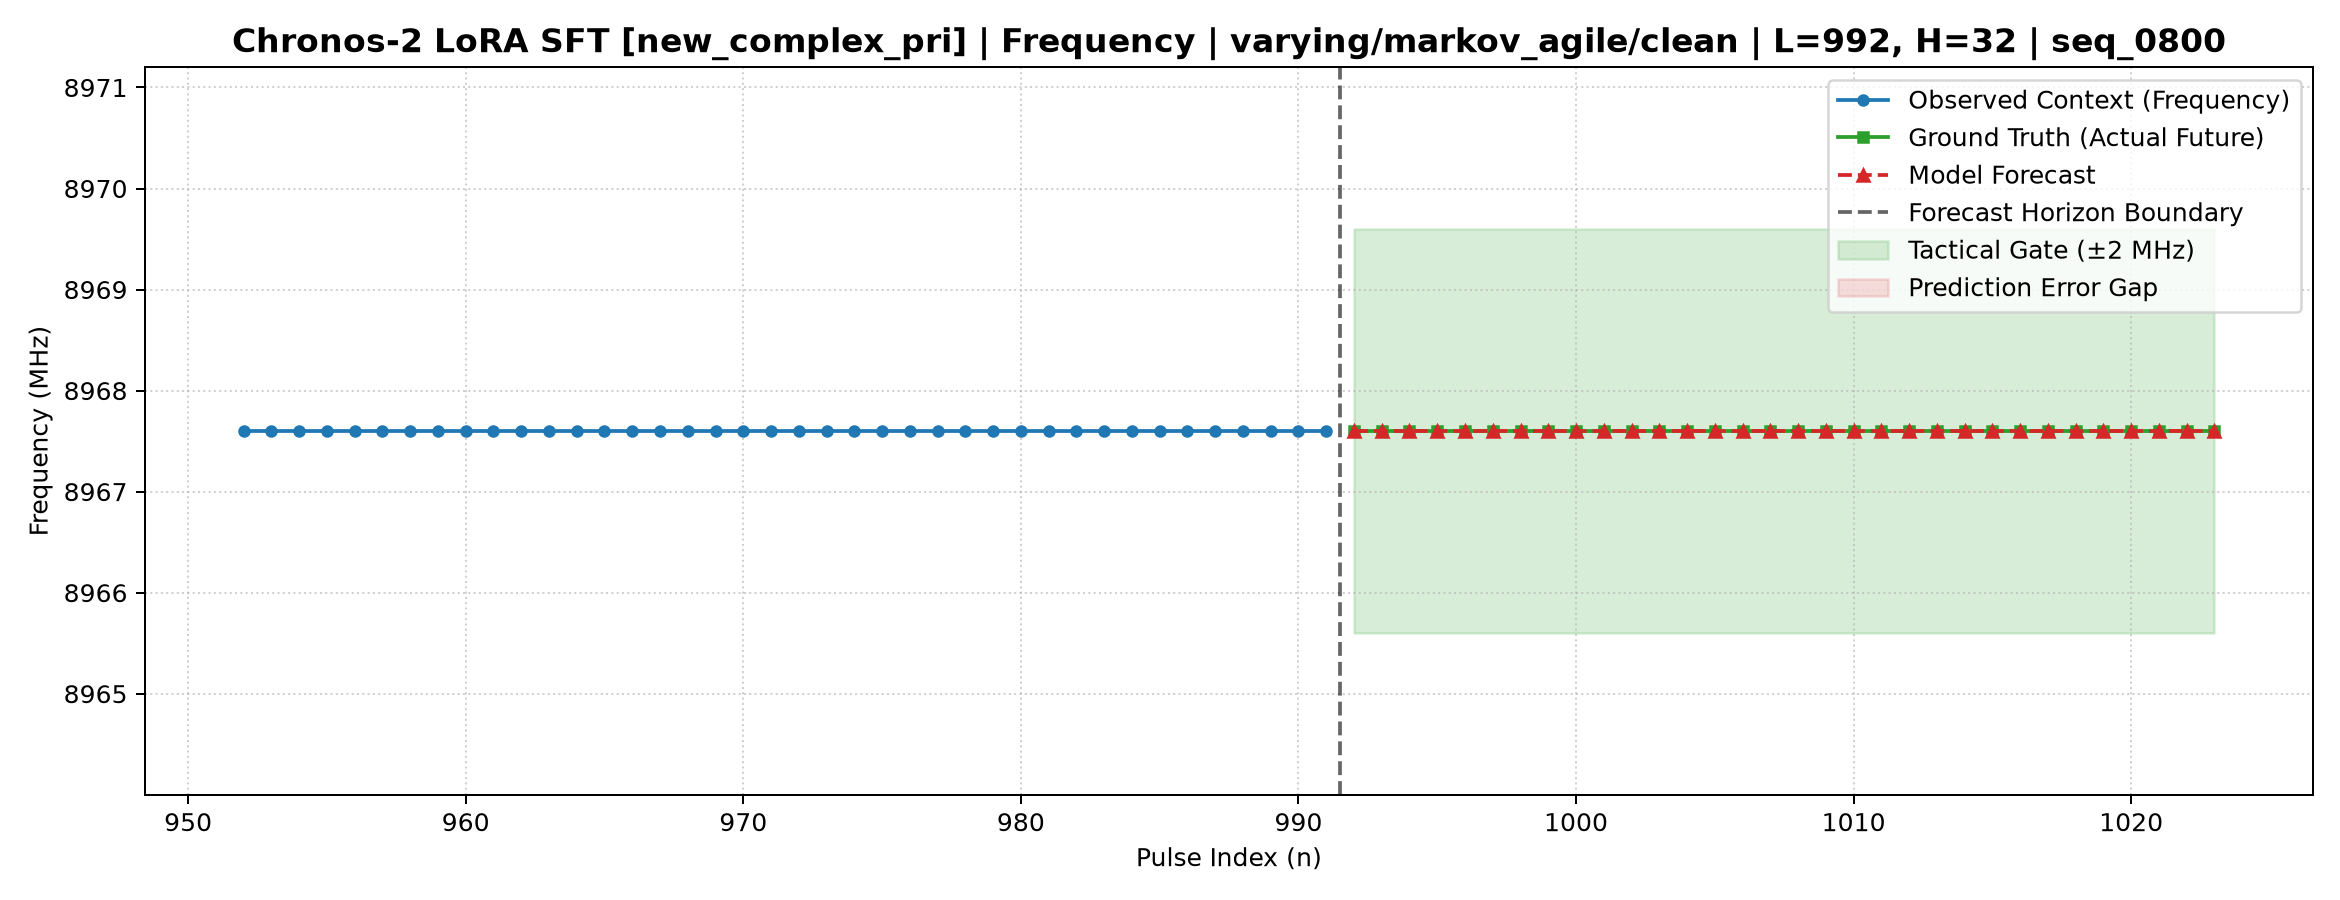 Chronos-2 LoRA SFT [new_complex_pri] | Frequency | varying/markov_agile/clean | L=992, H=32 | seq_0800
Observed Context (Frequency)
Ground Truth (Actual Future)
Model Forecast
Forecast Horizon Boundary
Tactical Gate (±2 MHz)
Prediction Error Gap
Frequency (MHz)
8971
8970
8969
8968
8967
8966
8965
950 960 970 980 990 1000 1010 1020
Pulse Index (n)